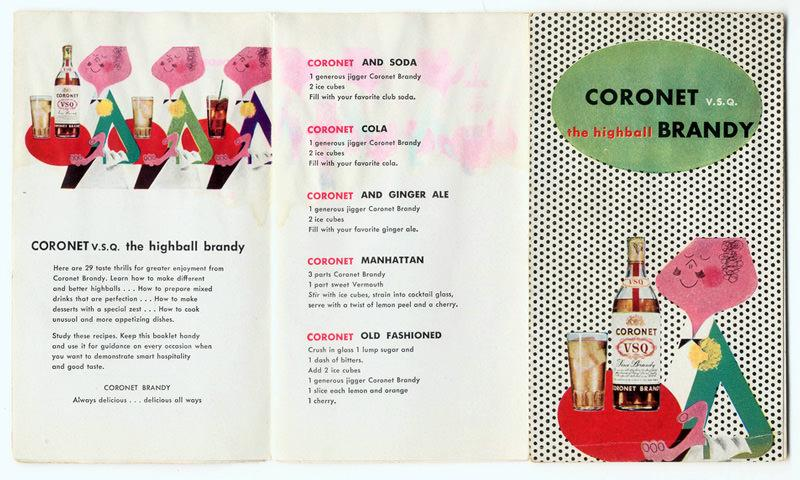 CORONET
VSQ
CORONET V.S.Q. the highball brandy
Here are 29 taste thrills for greater enjoyment from
Coronet Brandy. Learn how to make different
and better highballs . . . How to prepare mixed
drinks that are perfection . . . How to make
desserts with a special zest . . . How to cook
unusual and more appetizing dishes.
Study these recipes. Keep this booklet handy
and use it for guidance on every occasion when
you want to demonstrate smart hospitality
and good taste.
CORONET BRANDY
Always delicious . . . delicious all ways
CORONET AND SODA
1 generous jigger Coronet Brandy
2 ice cubes
Fill with your favorite club soda.
CORONET COLA
1 generous jigger Coronet Brandy
2 ice cubes
Fill with your favorite cola.
CORONET AND GINGER ALE
1 generous jigger Coronet Brandy
2 ice cubes
Fill with your favorite ginger ale.
CORONET MANHATTAN
3 parts Coronet Brandy
1 part sweet Vermouth
Stir with ice cubes, strain into cocktail glass,
serve with a twist of lemon peel and a cherry.
CORONET OLD FASHIONED
Crush in glass 1 lump sugar and
1 dash of bitters.
Add 2 ice cubes
1 generous jigger Coronet Brandy
1 slice each lemon and orange
1 cherry.
CORONET V.S.Q.
the highball BRANDY
CORONET
VSQ
Fine Brandy
CORONET BRANDY